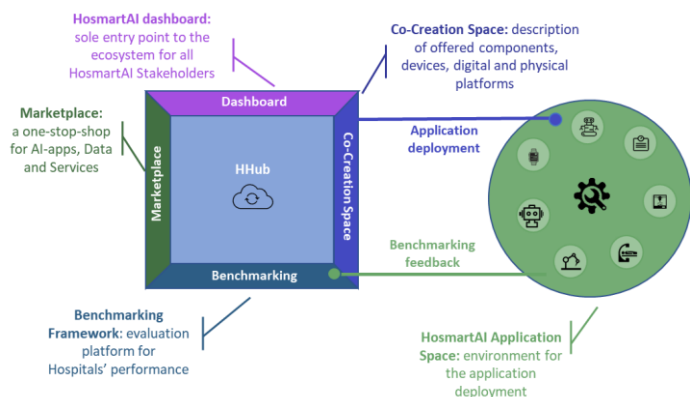 HosmartAI dashboard:
sole entry point to the
ecosystem for all
HosmartAI Stakeholders
Co-Creation Space: description
of offered components,
devices, digital and physical
platforms
Marketplace:
a one-stop-shop
for AI-apps, Data
and Services
Dashboard
Marketplace
HHub
Co-Creation Space
Benchmarking
Application
deployment
Benchmarking
feedback
Benchmarking
Framework: evaluation
platform for
Hospitals’ performance
HosmartAI Application
Space: environment for
the application
deployment